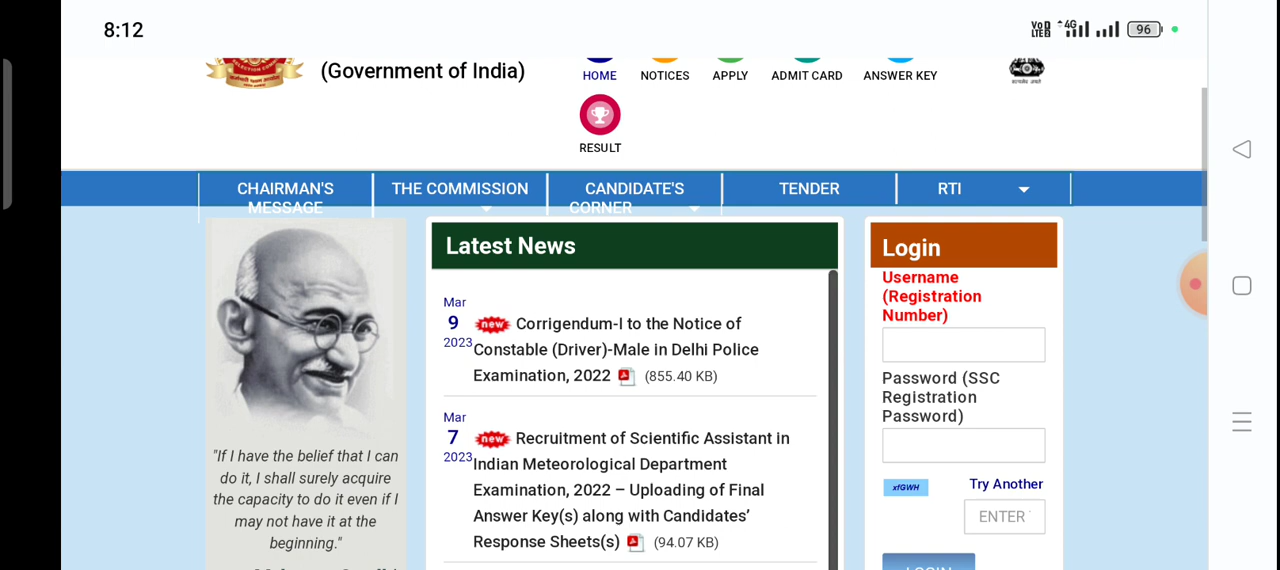 8:12
VoD LTE2 4G 96
(Government of India)
HOME NOTICES APPLY ADMIT CARD ANSWER KEY
RESULT
CHAIRMAN'S MESSAGE
THE COMMISSION
CANDIDATE'S CORNER
TENDER
RTI
"If I have the belief that I can
do it, I shall surely acquire
the capacity to do it even if I
may not have it at the
beginning."
Latest News
Mar
9
2023
new Corrigendum-I to the Notice of
Constable (Driver)-Male in Delhi Police
Examination, 2022 (855.40 KB)
Mar
7
2023
new Recruitment of Scientific Assistant in
Indian Meteorological Department
Examination, 2022 – Uploading of Final
Answer Key(s) along with Candidates’
Response Sheets(s) (94.07 KB)
Login
Username
(Registration
Number)
Password (SSC
Registration
Password)
xfGWH Try Another
ENTER
LOGIN